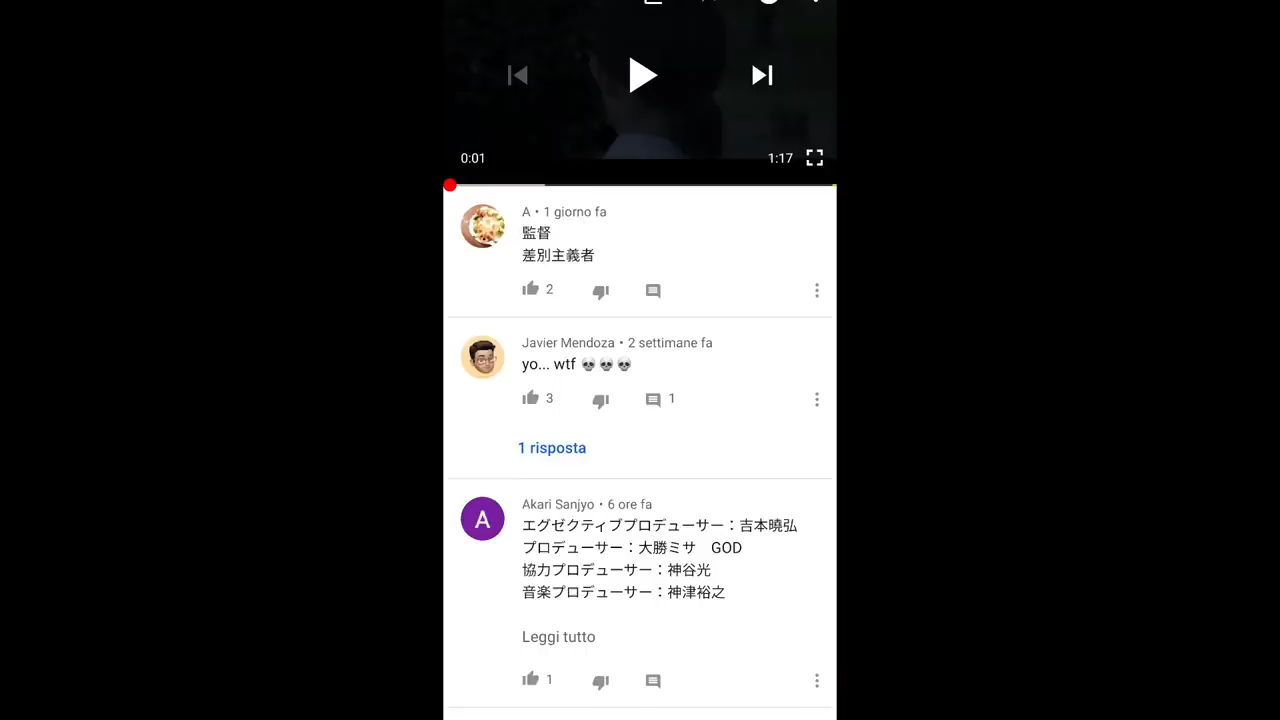 0:01
1:17
A • 1 giorno fa
監督
差別主義者
2
Javier Mendoza • 2 settimane fa
yo... wtf 💀💀💀
3
1
1 risposta
A
Akari Sanjyo • 6 ore fa
エグゼクティブプロデューサー：吉本曉弘
プロデューサー：大勝ミサ　GOD
協力プロデューサー：神谷光
音楽プロデューサー：神津裕之
Leggi tutto
1